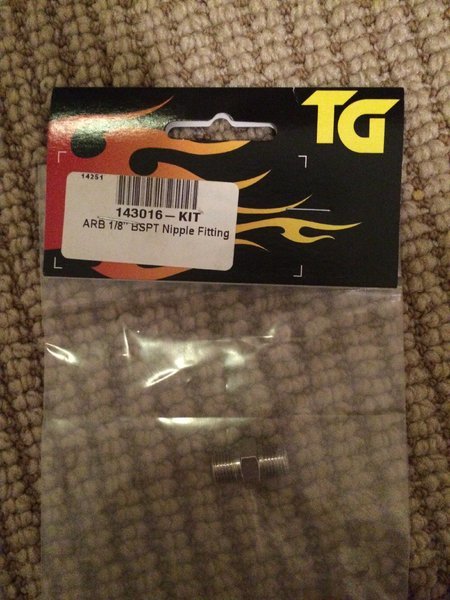 TG
14251
143016-KIT
ARB 1/8" BSPT Nipple Fitting